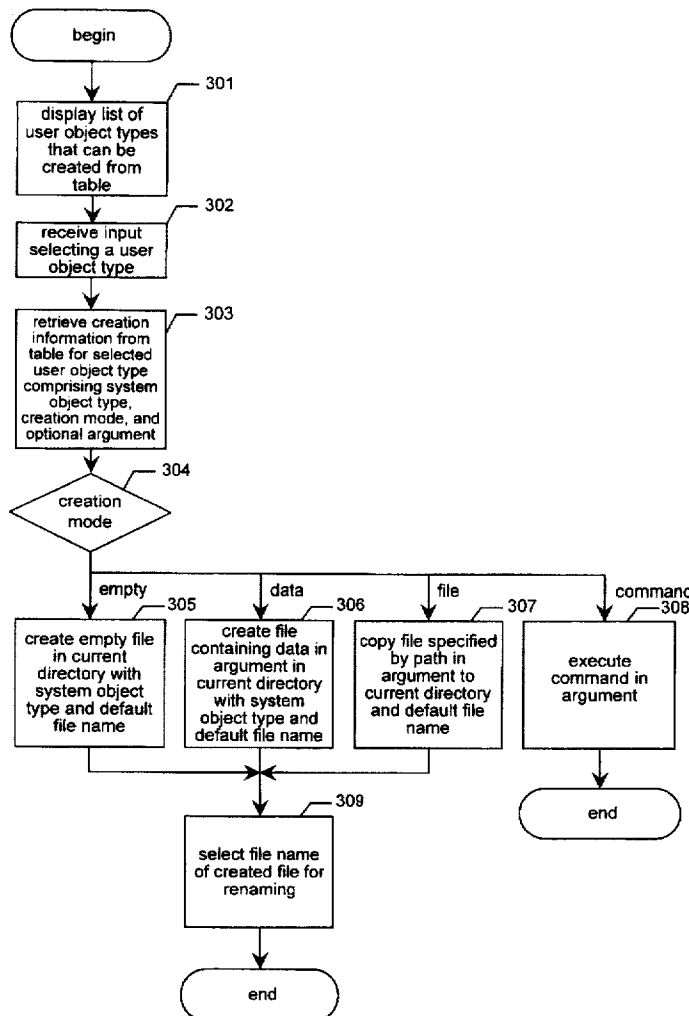 begin
301
display list of
user object types
that can be
created from
table
302
receive input
selecting a user
object type
303
retrieve creation
information from
table for selected
user object type
comprising system
object type,
creation mode, and
optional argument
304
creation
mode
empty
data
file
command
305
create empty file
in current
directory with
system object
type and default
file name
306
create file
containing data in
argument in
current directory
with system
object type and
default file name
307
copy file specified
by path in
argument to
current directory
and default file
name
308
execute
command in
argument
end
309
select file name
of created file for
renaming
end